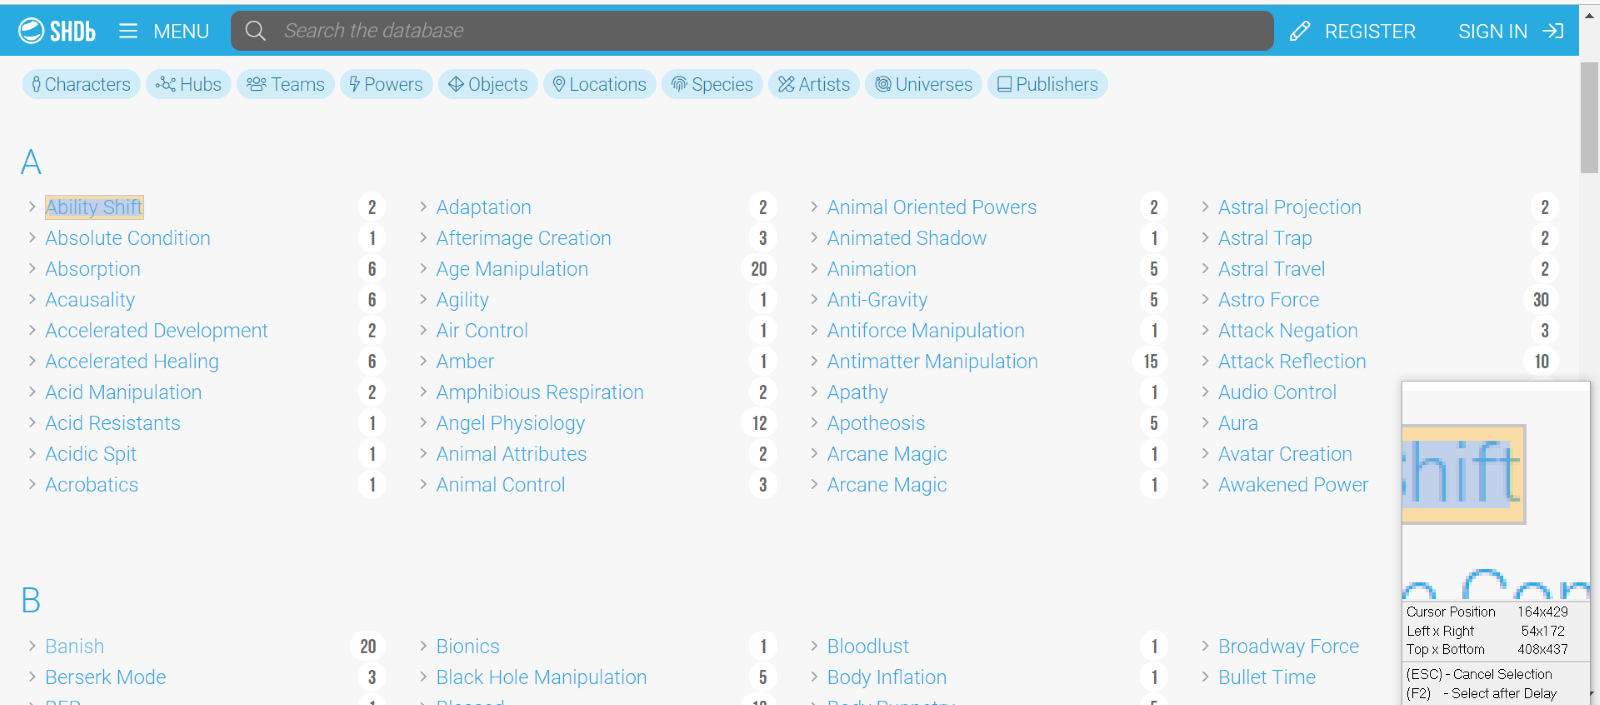 SHDb MENU Search the database REGISTER SIGN IN
Characters Hubs Teams Powers Objects Locations Species Artists Universes Publishers
A
Ability Shift 2 Adaptation 2 Animal Oriented Powers 2 Astral Projection 2
Absolute Condition 1 Afterimage Creation 3 Animated Shadow 1 Astral Trap 2
Absorption 6 Age Manipulation 20 Animation 5 Astral Travel 2
Acausality 6 Agility 1 Anti-Gravity 5 Astro Force 30
Accelerated Development 2 Air Control 1 Antiforce Manipulation 1 Attack Negation 3
Accelerated Healing 6 Amber 1 Antimatter Manipulation 15 Attack Reflection 10
Acid Manipulation 2 Amphibious Respiration 2 Apathy 1 Audio Control
Acid Resistants 1 Angel Physiology 12 Apotheosis 5 Aura
Acidic Spit 1 Animal Attributes 2 Arcane Magic 1 Avatar Creation
Acrobatics 1 Animal Control 3 Arcane Magic 1 Awakened Power
B
Banish 20 Bionics 1 Bloodlust 1 Broadway Force
Berserk Mode 3 Black Hole Manipulation 5 Body Inflation 1 Bullet Time
shift
Cursor Position 164x429
Left x Right 54x172
Top x Bottom 408x437
(ESC) - Cancel Selection
(F2) - Select after Delay